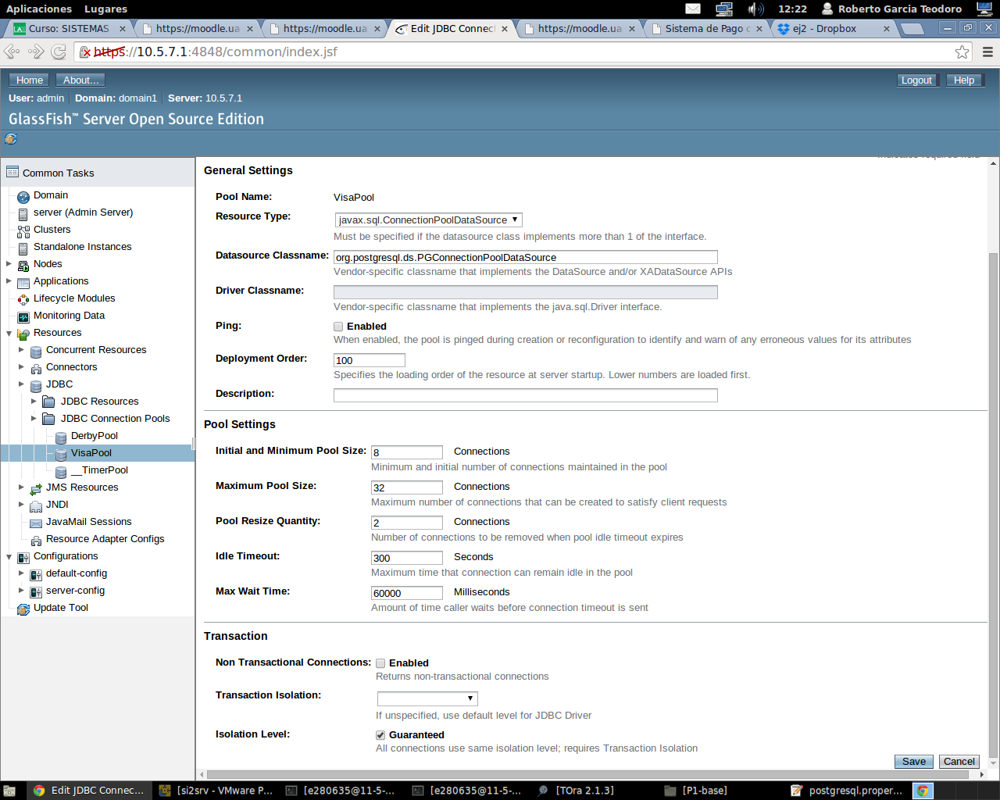 Aplicaciones Lugares 12:22 Roberto Garcia Teodoro
Curso: SISTEMAS × https://moodle.ua × https://moodle.ua × Edit JDBC Connec × https://moodle.ua × Sistema de Pago × ej2 - Dropbox ×
https://10.5.7.1:4848/common/index.jsf
Home About... Logout Help
User: admin Domain: domain1 Server: 10.5.7.1
GlassFish™ Server Open Source Edition
Common Tasks
Domain
server (Admin Server)
Clusters
Standalone Instances
Nodes
Applications
Lifecycle Modules
Monitoring Data
Resources
Concurrent Resources
Connectors
JDBC
JDBC Resources
JDBC Connection Pools
DerbyPool
VisaPool
__TimerPool
JMS Resources
JNDI
JavaMail Sessions
Resource Adapter Configs
Configurations
default-config
server-config
Update Tool
General Settings
Pool Name: VisaPool
Resource Type: javax.sql.ConnectionPoolDataSource
Must be specified if the datasource class implements more than 1 of the interface.
Datasource Classname: org.postgresql.ds.PGConnectionPoolDataSource
Vendor-specific classname that implements the DataSource and/or XADataSource APIs
Driver Classname:
Vendor-specific classname that implements the java.sql.Driver interface.
Ping: Enabled
When enabled, the pool is pinged during creation or reconfiguration to identify and warn of any erroneous values for its attributes
Deployment Order: 100
Specifies the loading order of the resource at server startup. Lower numbers are loaded first.
Description:
Pool Settings
Initial and Minimum Pool Size: 8 Connections
Minimum and initial number of connections maintained in the pool
Maximum Pool Size: 32 Connections
Maximum number of connections that can be created to satisfy client requests
Pool Resize Quantity: 2 Connections
Number of connections to be removed when pool idle timeout expires
Idle Timeout: 300 Seconds
Maximum time that connection can remain idle in the pool
Max Wait Time: 60000 Milliseconds
Amount of time caller waits before connection timeout is sent
Transaction
Non Transactional Connections: Enabled
Returns non-transactional connections
Transaction Isolation:
If unspecified, use default level for JDBC Driver
Isolation Level: Guaranteed
All connections use same isolation level; requires Transaction Isolation
Save Cancel
Edit JDBC Connec... [si2srv - VMware P... [e280635@11-5-... [e280635@11-5-... [TOra 2.1.3] [P1-base] postgresql.proper...